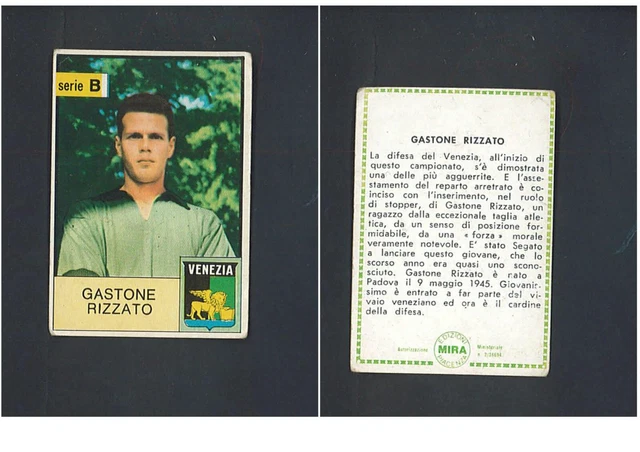 serie B
VENEZIA
GASTONE
RIZZATO
GASTONE RIZZATO
La difesa del Venezia, all'inizio di
questo campionato, s'è dimostrata
una delle più agguerrite. E l'asse-
stamento del reparto arretrato è co-
inciso con l'inserimento, nel ruolo
di stopper, di Gastone Rizzato, un
ragazzo dalla eccezionale taglia atle-
tica, da un senso di posizione for-
midabile, da una «forza» morale
veramente notevole. E' stato Segato
a lanciare questo giovane, che lo
scorso anno era quasi uno scono-
sciuto. Gastone Rizzato è nato a
Padova il 9 maggio 1945. Giovanis-
simo è entrato a far parte del vi-
vaio veneziano ed ora è il cardine
della difesa.
Autorizzazione
EDIZIONI
MIRA
PIACENZA
Ministeriale